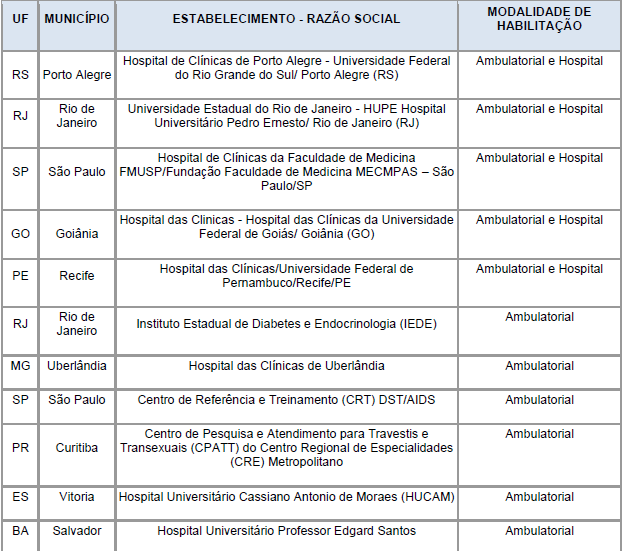 UF MUNICÍPIO ESTABELECIMENTO - RAZÃO SOCIAL MODALIDADE DE HABILITAÇÃO
RS Porto Alegre Hospital de Clínicas de Porto Alegre - Universidade Federal do Rio Grande do Sul/ Porto Alegre (RS) Ambulatorial e Hospital
RJ Rio de Janeiro Universidade Estadual do Rio de Janeiro - HUPE Hospital Universitário Pedro Ernesto/ Rio de Janeiro (RJ) Ambulatorial e Hospital
SP São Paulo Hospital de Clínicas da Faculdade de Medicina FMUSP/Fundação Faculdade de Medicina MECMPAS – São Paulo/SP Ambulatorial e Hospital
GO Goiânia Hospital das Clinicas - Hospital das Clínicas da Universidade Federal de Goiás/ Goiânia (GO) Ambulatorial e Hospital
PE Recife Hospital das Clínicas/Universidade Federal de Pernambuco/Recife/PE Ambulatorial e Hospital
RJ Rio de Janeiro Instituto Estadual de Diabetes e Endocrinologia (IEDE) Ambulatorial
MG Uberlândia Hospital das Clínicas de Uberlândia Ambulatorial
SP São Paulo Centro de Referência e Treinamento (CRT) DST/AIDS Ambulatorial
PR Curitiba Centro de Pesquisa e Atendimento para Travestis e Transexuais (CPATT) do Centro Regional de Especialidades (CRE) Metropolitano Ambulatorial
ES Vitoria Hospital Universitário Cassiano Antonio de Moraes (HUCAM) Ambulatorial
BA Salvador Hospital Universitário Professor Edgard Santos Ambulatorial